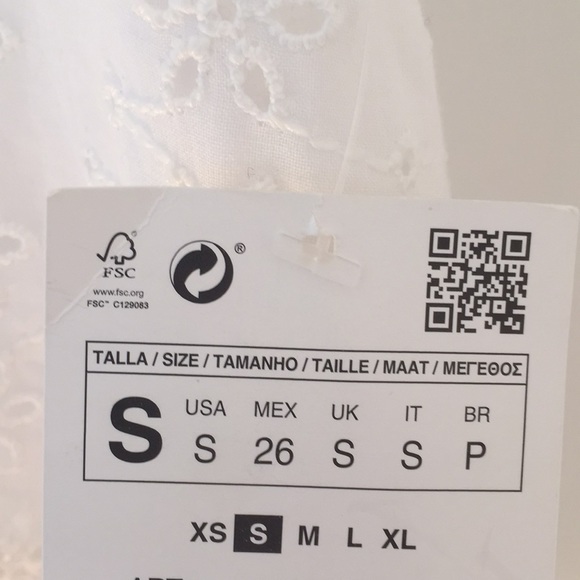 ®
FSC
www.fsc.org
FSC™ C129083
TALLA / SIZE / TAMANHO / TAILLE / MAAT / ΜΕΓΕΘΟΣ
S USA MEX UK IT BR
S 26 S S P
XS S M L XL